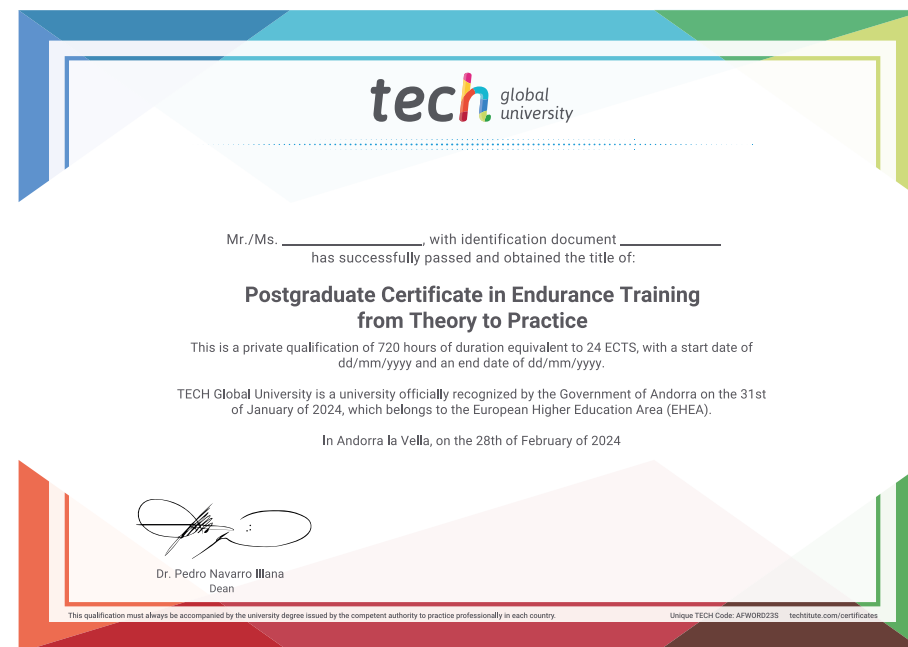 tech global
university
Mr./Ms. ____________________, with identification document ______________
has successfully passed and obtained the title of:
Postgraduate Certificate in Endurance Training
from Theory to Practice
This is a private qualification of 720 hours of duration equivalent to 24 ECTS, with a start date of
dd/mm/yyyy and an end date of dd/mm/yyyy.
TECH Global University is a university officially recognized by the Government of Andorra on the 31st
of January of 2024, which belongs to the European Higher Education Area (EHEA).
In Andorra la Vella, on the 28th of February of 2024
Dr. Pedro Navarro Illana
Dean
This qualification must always be accompanied by the university degree issued by the competent authority to practice professionally in each country.
Unique TECH Code: AFWORD23S techtitute.com/certificates